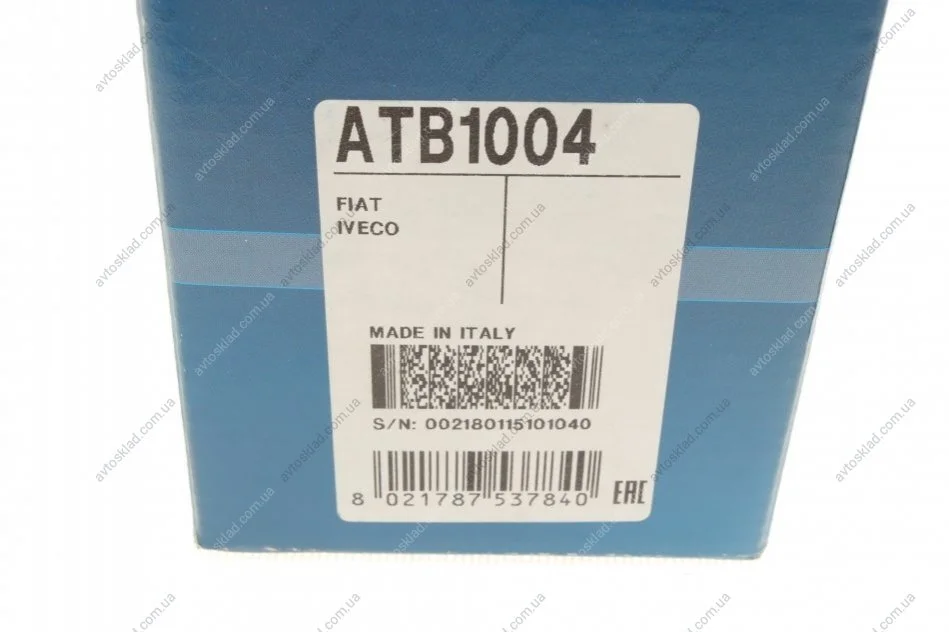 ATB1004
FIAT
IVECO
MADE IN ITALY
S/N: 002180115101040
8 021787 537840
EAC
avtosklad.com.ua